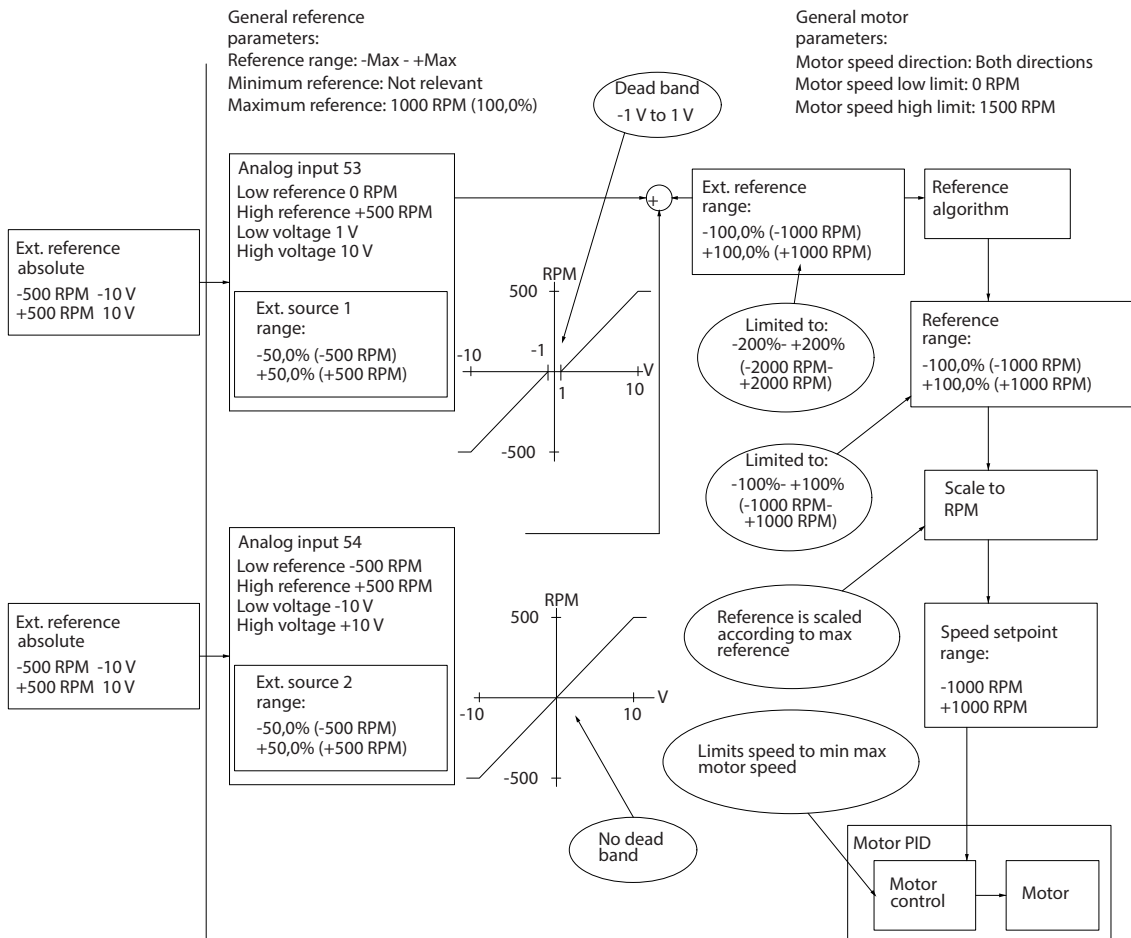 General reference
parameters:
Reference range: -Max - +Max
Minimum reference: Not relevant
Maximum reference: 1000 RPM (100,0%)
General motor
parameters:
Motor speed direction: Both directions
Motor speed low limit: 0 RPM
Motor speed high limit: 1500 RPM
Dead band
-1 V to 1 V
Analog input 53
Low reference 0 RPM
High reference +500 RPM
Low voltage 1 V
High voltage 10 V
Ext. source 1
range:
-50,0% (-500 RPM)
+50,0% (+500 RPM)
Ext. reference
absolute
-500 RPM -10 V
+500 RPM 10 V
RPM
500
-10
-1
V
1
10
-500
+
Ext. reference
range:
-100,0% (-1000 RPM)
+100,0% (+1000 RPM)
Reference
algorithm
Limited to:
-200%- +200%
(-2000 RPM-
+2000 RPM)
Reference
range:
-100,0% (-1000 RPM)
+100,0% (+1000 RPM)
Limited to:
-100%- +100%
(-1000 RPM-
+1000 RPM)
Scale to
RPM
Analog input 54
Low reference -500 RPM
High reference +500 RPM
Low voltage -10 V
High voltage +10 V
Ext. source 2
range:
-50,0% (-500 RPM)
+50,0% (+500 RPM)
Ext. reference
absolute
-500 RPM -10 V
+500 RPM 10 V
RPM
500
V
-10
10
-500
No dead
band
Reference is scaled
according to max
reference
Speed setpoint
range:
-1000 RPM
+1000 RPM
Limits speed to min max
motor speed
Motor PID
Motor
control
Motor